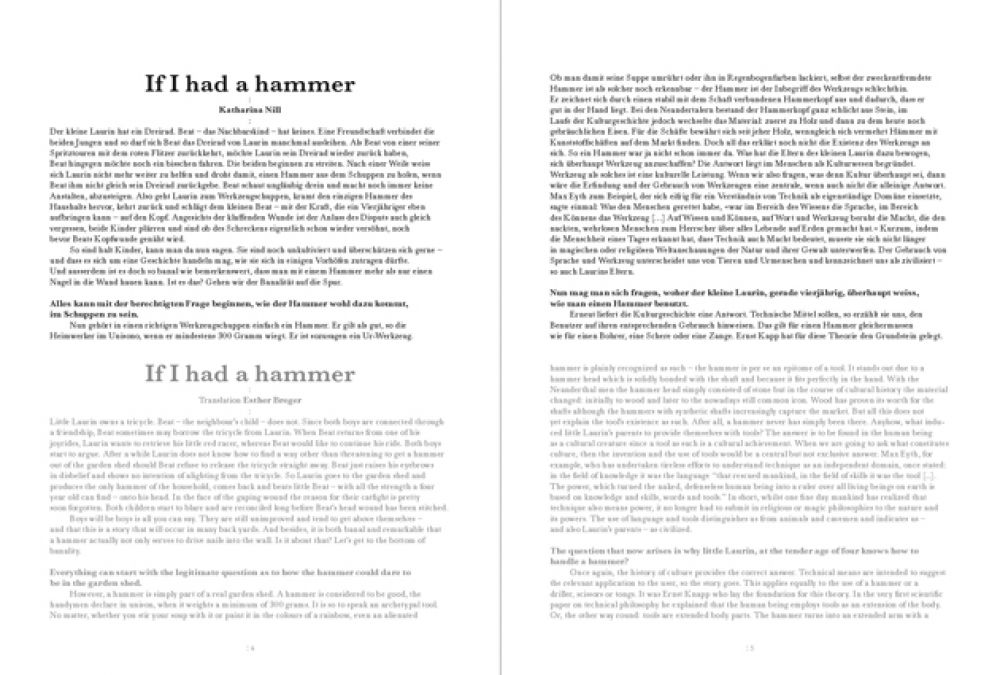 If I had a hammer
:
Katharina Nill
:
Der kleine Laurin hat ein Dreirad. Beat – das Nachbarskind – hat keines. Eine Freundschaft verbindet die
beiden Jungen und so darf sich Beat das Dreirad von Laurin manchmal ausleihen. Als Beat von einer seiner
Spritztouren mit dem roten Flitzer zurückkehrt, möchte Laurin sein Dreirad wieder zurück haben,
Beat hingegen möchte noch ein bisschen fahren. Die beiden beginnen zu streiten. Nach einer Weile weiss
sich Laurin nicht mehr weiter zu helfen und droht damit, einen Hammer aus dem Schuppen zu holen, wenn
Beat ihm nicht gleich sein Dreirad zurückgebe. Beat schaut ungläubig drein und macht noch immer keine
Anstalten, abzusteigen. Also geht Laurin zum Werkzeugschuppen, kramt den einzigen Hammer des
Haushalts hervor, kehrt zurück und schlägt dem kleinen Beat – mit der Kraft, die ein Vierjähriger eben
aufbringen kann – auf den Kopf. Angesichts der klaffenden Wunde ist der Anlass des Disputs auch gleich
vergessen, beide Kinder plärren und sind ob des Schreckens eigentlich schon wieder versöhnt, noch
bevor Beats Kopfwunde genäht wird.
So sind halt Kinder, kann man da nun sagen. Sie sind noch unkultiviert und überschätzen sich gerne –
und dass es sich um eine Geschichte handeln mag, wie sie sich in einigen Vorhöfen zutragen dürfte.
Und ausserdem ist es doch so banal wie bemerkenswert, dass man mit einem Hammer mehr als nur einen
Nagel in die Wand hauen kann. Ist es das? Gehen wir der Banalität auf die Spur.
Alles kann mit der berechtigten Frage beginnen, wie der Hammer wohl dazu kommt,
im Schuppen zu sein.
Nun gehört in einen richtigen Werkzeugschuppen einfach ein Hammer. Er gilt als gut, so die
Heimwerker im Unisono, wenn er mindestens 300 Gramm wiegt. Er ist sozusagen ein Ur-Werkzeug.
If I had a hammer
:
Translation Esther Breger
:
Little Laurin owns a tricycle. Beat – the neighbour's child – does not. Since both boys are connected through
a friendship, Beat sometimes may borrow the tricycle from Laurin. When Beat returns from one of his
joyrides, Laurin wants to retrieve his little red racer, whereas Beat would like to continue his ride. Both boys
start to argue. After a while Laurin does not know how to find a way other than threatening to get a hammer
out of the garden shed should Beat refuse to release the tricycle straight away. Beat just raises his eyebrows
in disbelief and shows no intention of alighting from the tricycle. So Laurin goes to the garden shed and
produces the only hammer of the household, comes back and beats little Beat – with all the strength a four
year old can find – onto his head. In the face of the gaping wound the reason for their catfight is pretty
soon forgotten. Both children start to blare and are reconciled long before Beat's head wound has been stitched.
Boys will be boys is all you can say. They are still unimproved and tend to get above themselves –
and that this is a story that will occur in many back yards. And besides, it is both banal and remarkable that
a hammer actually not only serves to drive nails into the wall. Is it about that? Let's get to the bottom of
banality.
Everything can start with the legitimate question as to how the hammer could dare to
be in the garden shed.
However, a hammer is simply part of a real garden shed. A hammer is considered to be good, the
handymen declare in unison, when it weights a minimum of 300 grams. It is so to speak an archetypal tool.
No matter, whether you stir your soup with it or paint it in the colours of a rainbow, even an alienated
: 4
Ob man damit seine Suppe umrührt oder ihn in Regenbogenfarben lackiert, selbst der zweckentfremdete
Hammer ist als solcher noch erkennbar – der Hammer ist der Inbegriff des Werkzeugs schlechthin.
Er zeichnet sich durch einen stabil mit dem Schaft verbundenen Hammerkopf aus und dadurch, dass er
gut in der Hand liegt. Bei den Neandertalern bestand der Hammerkopf ganz schlicht aus Stein, im
Laufe der Kulturgeschichte jedoch wechselte das Material: zuerst zu Holz und dann zu dem heute noch
gebräuchlichen Eisen. Für die Schäfte bewährt sich seit jeher Holz, wenngleich sich vermehrt Hämmer mit
Kunststoffschäften auf dem Markt finden. Doch all das erklärt noch nicht die Existenz des Werkzeugs an
sich. So ein Hammer war ja nicht schon immer da. Was hat die Eltern des kleinen Laurin dazu bewogen,
sich überhaupt Werkzeug anzuschaffen? Die Antwort liegt im Menschen als Kulturwesen begründet.
Werkzeug als solches ist eine kulturelle Leistung. Wenn wir also fragen, was denn Kultur überhaupt sei, dann
wäre die Erfindung und der Gebrauch von Werkzeugen eine zentrale, wenn auch nicht die alleinige Antwort.
Max Eyth zum Beispiel, der sich eifrig für ein Verständnis von Technik als eigenständige Domäne einsetzte,
sagte einmal: Was den Menschen gerettet habe, «war im Bereich des Wissens die Sprache, im Bereich
des Könnens das Werkzeug [...] Auf Wissen und Können, auf Wort und Werkzeug beruht die Macht, die den
nackten, wehrlosen Menschen zum Herrscher über alles Lebende auf Erden gemacht hat.» Kurzum, indem
die Menschheit eines Tages erkannt hat, dass Technik auch Macht bedeutet, musste sie sich nicht länger
in magischen oder religiösen Weltanschauungen der Natur und ihrer Gewalt unterwerfen. Der Gebrauch von
Sprache und Werkzeug unterscheidet uns von Tieren und Urmenschen und kennzeichnet uns als zivilisiert –
so auch Laurins Eltern.
Nun mag man sich fragen, woher der kleine Laurin, gerade vierjährig, überhaupt weiss,
wie man einen Hammer benutzt.
Erneut liefert die Kulturgeschichte eine Antwort. Technische Mittel sollen, so erzählt sie uns, den
Benutzer auf ihren entsprechenden Gebrauch hinweisen. Das gilt für einen Hammer gleichermassen
wie für einen Bohrer, eine Schere oder eine Zange. Ernst Kapp hat für diese Theorie den Grundstein gelegt.
hammer is plainly recognized as such – the hammer is per se an epitome of a tool. It stands out due to a
hammer head which is solidly bonded with the shaft and because it fits perfectly in the hand. With the
Neanderthal men the hammer head simply consisted of stone but in the course of cultural history the material
changed: initially to wood and later to the nowadays still common iron. Wood has proven its worth for the
shafts although the hammers with synthetic shafts increasingly capture the market. But all this does not
yet explain the tool's existence as such. After all, a hammer never has simply been there. Anyhow, what indu-
ced little Laurin's parents to provide themselves with tools? The answer is to be found in the human being
as a cultural creature since a tool as such is a cultural achievement. When we are going to ask what constitutes
culture, then the invention and the use of tools would be a central but not exclusive answer. Max Eyth, for
example, who has undertaken tireless efforts to understand technique as an independent domain, once stated:
in the field of knowledge it was the language "that rescued mankind, in the field of skills it was the tool [...].
The power, which turned the naked, defenseless human being into a ruler over all living beings on earth is
based on knowledge and skills, words and tools." In short, whilst one fine day mankind has realized that
technique also means power, it no longer had to submit in religious or magic philosophies to the nature and
its powers. The use of language and tools distinguishes us from animals and cavemen and indicates us –
and also Laurin's parents – as civilized.
The question that now arises is why little Laurin, at the tender age of four knows how to
handle a hammer?
Once again, the history of culture provides the correct answer. Technical means are intended to suggest
the relevant application to the user, so the story goes. This applies equally to the use of a hammer or a
driller, scissors or tongs. It was Ernst Knapp who lay the foundation for this theory. In the very first scientific
paper on technical philosophy he explained that the human being employs tools as an extension of the body.
Or, the other way round: tools are extended body parts. The hammer turns into an extended arm with a
: 5